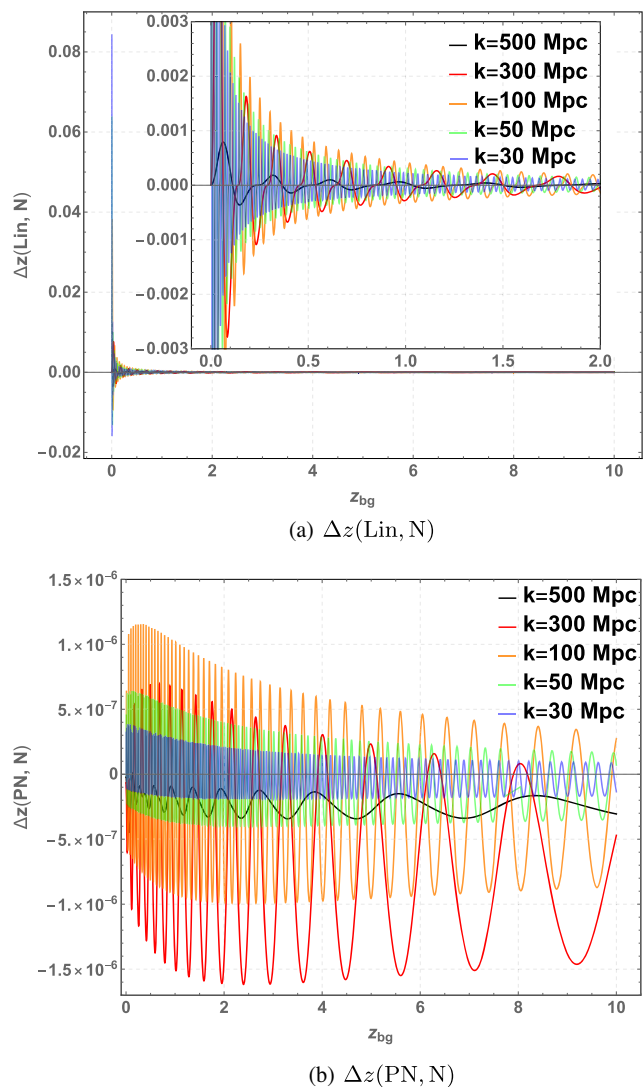 0.003
k=500 Mpc
0.002
k=300 Mpc
k=100 Mpc
0.001
k=50 Mpc
k=30 Mpc
0.000
-0.001
-0.002
-0.003
0.0 0.5 1.0 1.5 2.0
0.08
0.06
0.04
0.02
0.00
-0.02
Δz(Lin, N)
0 2 4 6 8 10
z_bg
(a) Δz(Lin, N)
1.5×10⁻⁶
1.×10⁻⁶
5.×10⁻⁷
0
-5.×10⁻⁷
-1.×10⁻⁶
-1.5×10⁻⁶
Δz(PN, N)
k=500 Mpc
k=300 Mpc
k=100 Mpc
k=50 Mpc
k=30 Mpc
0 2 4 6 8 10
z_bg
(b) Δz(PN, N)